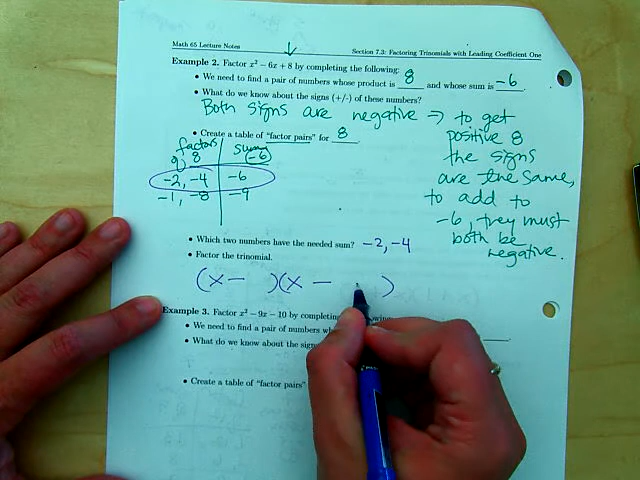 Math 65 Lecture Notes
Section 7.3: Factoring Trinomials with Leading Coefficient One
Example 2. Factor x² − 6x + 8 by completing the following:
• We need to find a pair of numbers whose product is 8 and whose sum is −6
• What do we know about the signs (+/-) of these numbers?
Both signs are negative ⇒ to get
positive 8
the signs
are the same,
to add to
-6, they must
both be
negative.
• Create a table of "factor pairs" for 8
factors sum
8 (-6)
-2, -4 -6
-1, -8 -9
• Which two numbers have the needed sum? -2, -4
• Factor the trinomial.
(x - )(x - )
Example 3. Factor x² − 9x − 10 by completing
• We need to find a pair of numbers
• What do we know about the signs
• Create a table of "factor pairs"